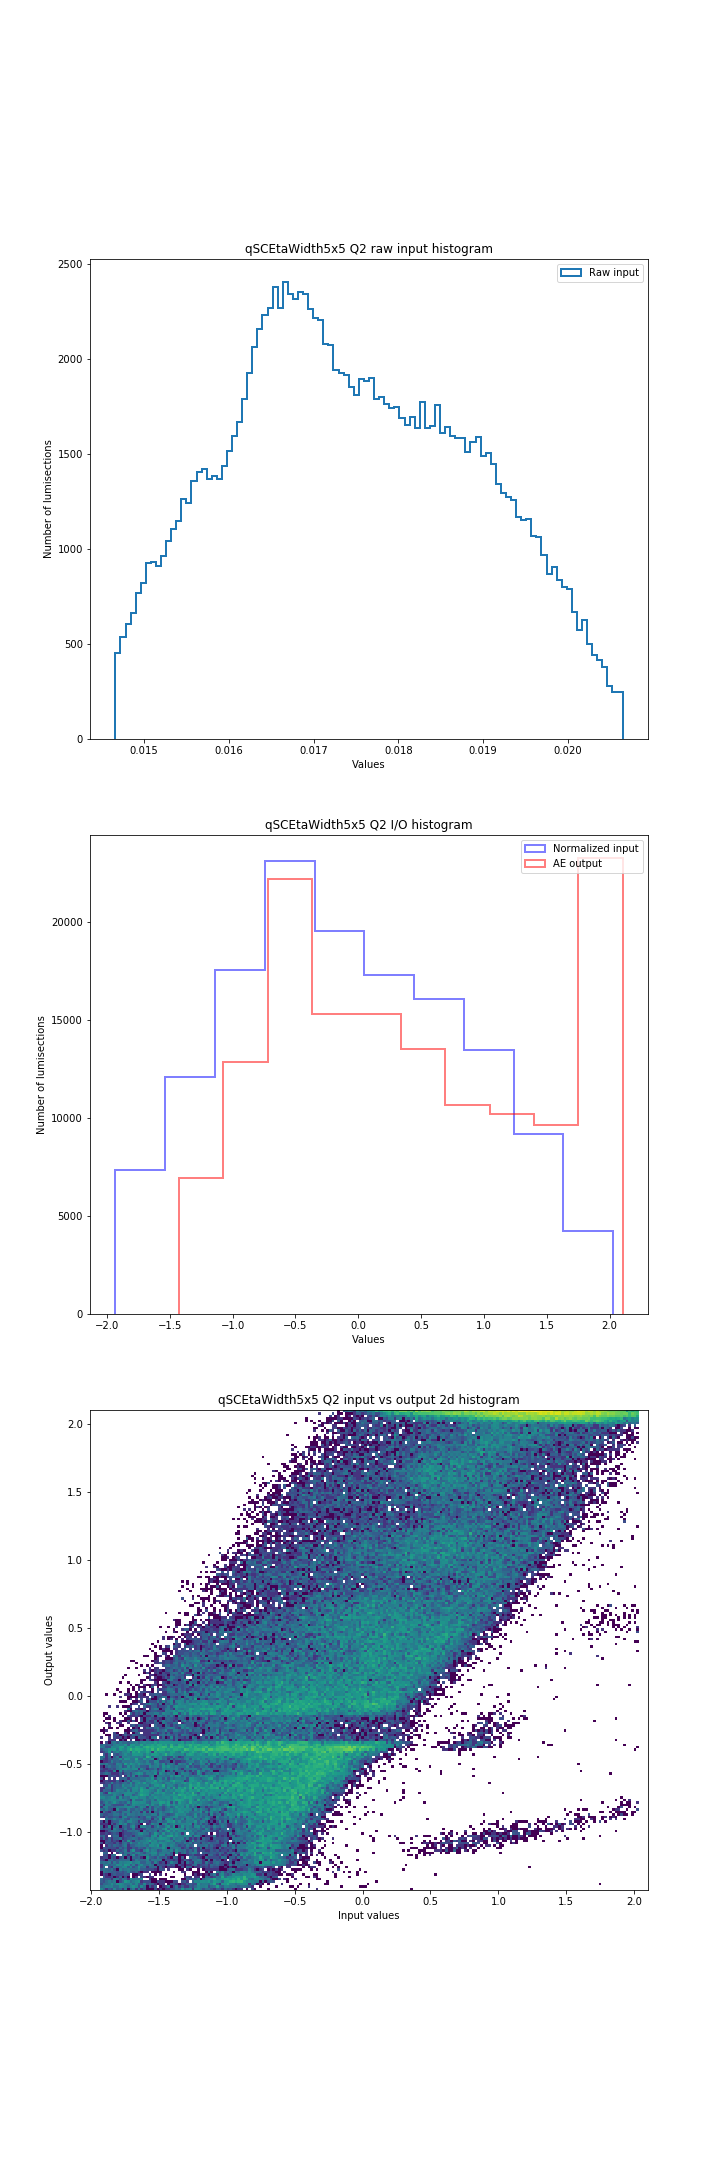 qSCEtaWidth5x5 Q2 raw input histogram
Raw input
2500
2000
1500
1000
500
0
Number of lumisections
0.015 0.016 0.017 0.018 0.019 0.020
Values
qSCEtaWidth5x5 Q2 I/O histogram
Normalized input
AE output
20000
15000
10000
5000
0
Number of lumisections
−2.0 −1.5 −1.0 −0.5 0.0 0.5 1.0 1.5 2.0
Values
qSCEtaWidth5x5 Q2 input vs output 2d histogram
2.0
1.5
1.0
0.5
0.0
−0.5
−1.0
Output values
−2.0 −1.5 −1.0 −0.5 0.0 0.5 1.0 1.5 2.0
Input values